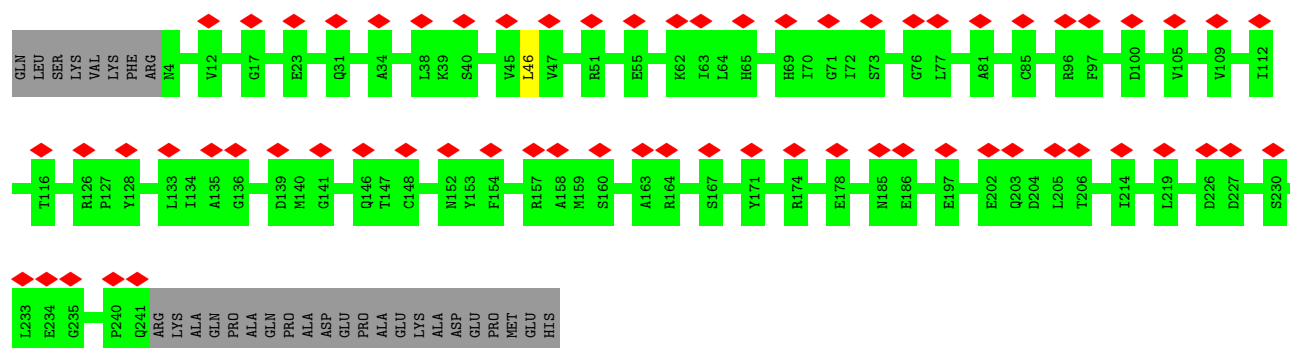 GLN LEU SER LYS VAL LYS PHE ARG N4 V12 G17 E23 Q31 A34 L38 K39 S40 V45 L46 V47 R51 E55 K62 I63 L64 H65 H69 I70 G71 I72 S73 G76 L77 A81 C85 R96 F97 D100 V105 V109 I112
T116 R126 P127 Y128 L133 I134 A135 G136 D139 M140 G141 Q146 T147 C148 N152 Y153 F154 R157 A158 M159 S160 A163 R164 S167 Y171 R174 E178 N185 E186 E197 E202 Q203 D204 L205 T206 I214 L219 D226 D227 S230
L233 E234 G235 P240 Q241 ARG LYS ALA GLN PRO ALA GLN PRO ALA ASP GLU PRO ALA GLU LYS ALA ASP GLU PRO MET GLU HIS